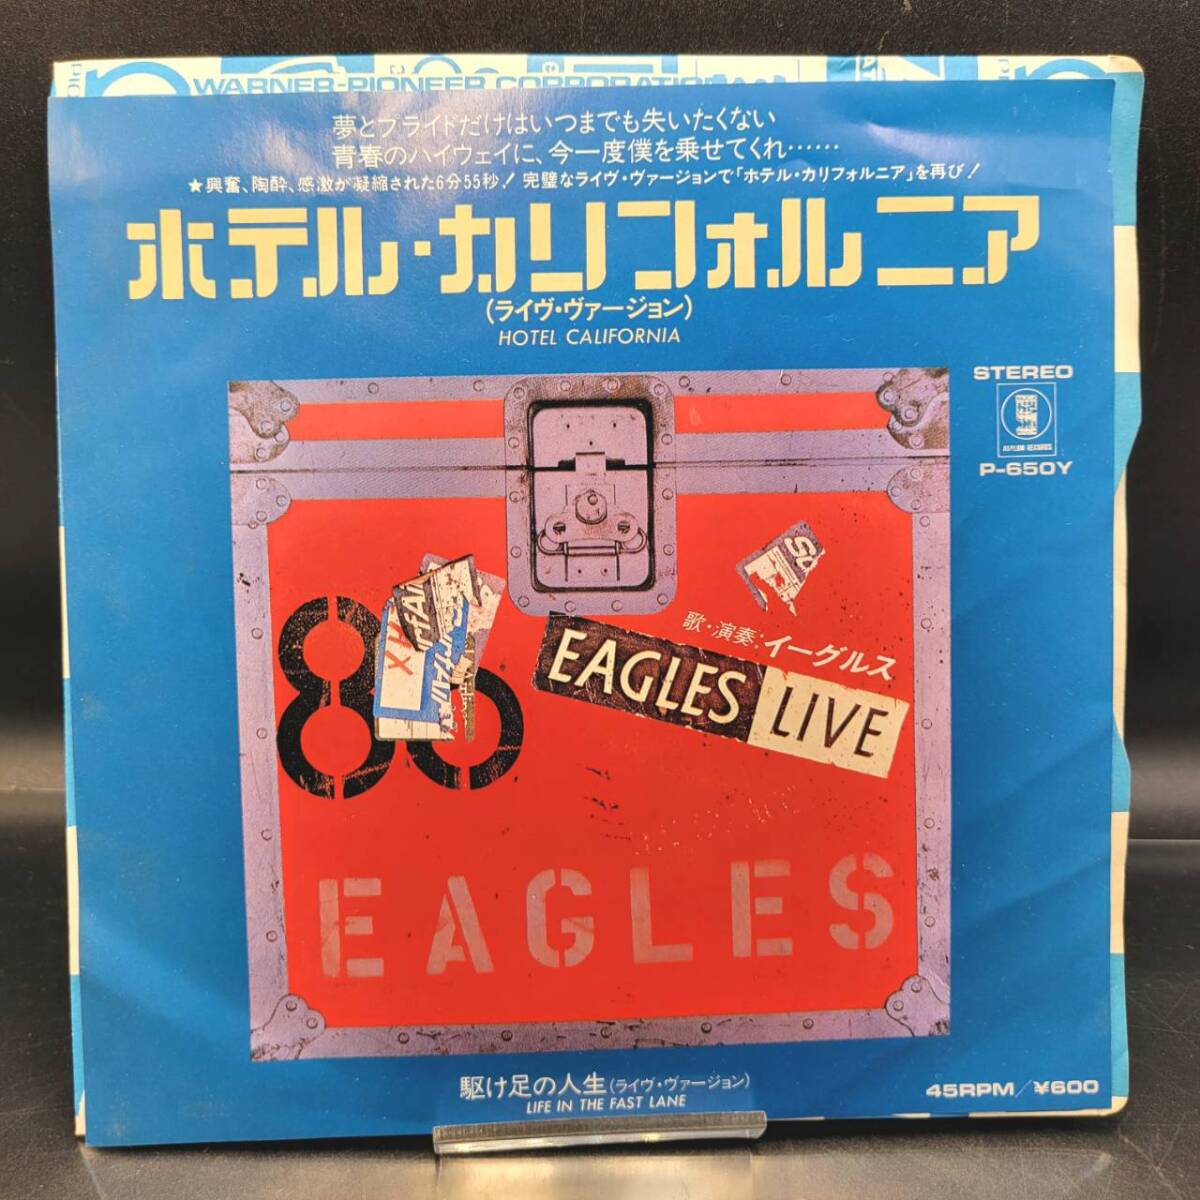 WARNER-PIONEER CORPORATION
夢とプライドだけはいつまでも失いたくない
青春のハイウェイに、今一度僕を乗せてくれ……
★興奮、陶酔、感激が凝縮された6分55秒！完璧なライヴ・ヴァージョンで「ホテル・カリフォルニア」を再び！
ホテル・カリフォルニア
(ライヴ・ヴァージョン)
HOTEL CALIFORNIA
STEREO
ASYLUM RECORDS
P-650Y
歌・演奏:イーグルス
EAGLES LIVE
EAGLES
駆け足の人生(ライヴ・ヴァージョン)
LIFE IN THE FAST LANE
45RPM/¥600